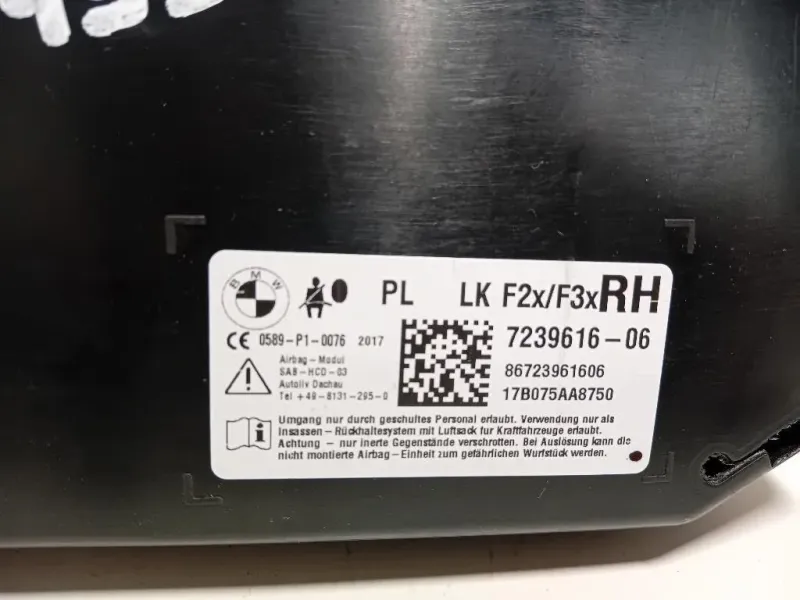 BMW
PL LK F2x/F3x RH
CE 0589-P1-0076 2017
7239616-06
Airbag-Modul
SAB-HCD-03
Autoliv Dachau
Tel +49-8131-295-0
86723961606
17B075AA8750
Umgang nur durch geschultes Personal erlaubt. Verwendung nur als
Insassen-Rückhaltesystem mit Luftsack für Kraftfahrzeuge erlaubt.
Achtung - nur inerte Gegenstände verschrotten. Bei Auslösung kann die
nicht montierte Airbag-Einheit zum gefährlichen Wurfstück werden.